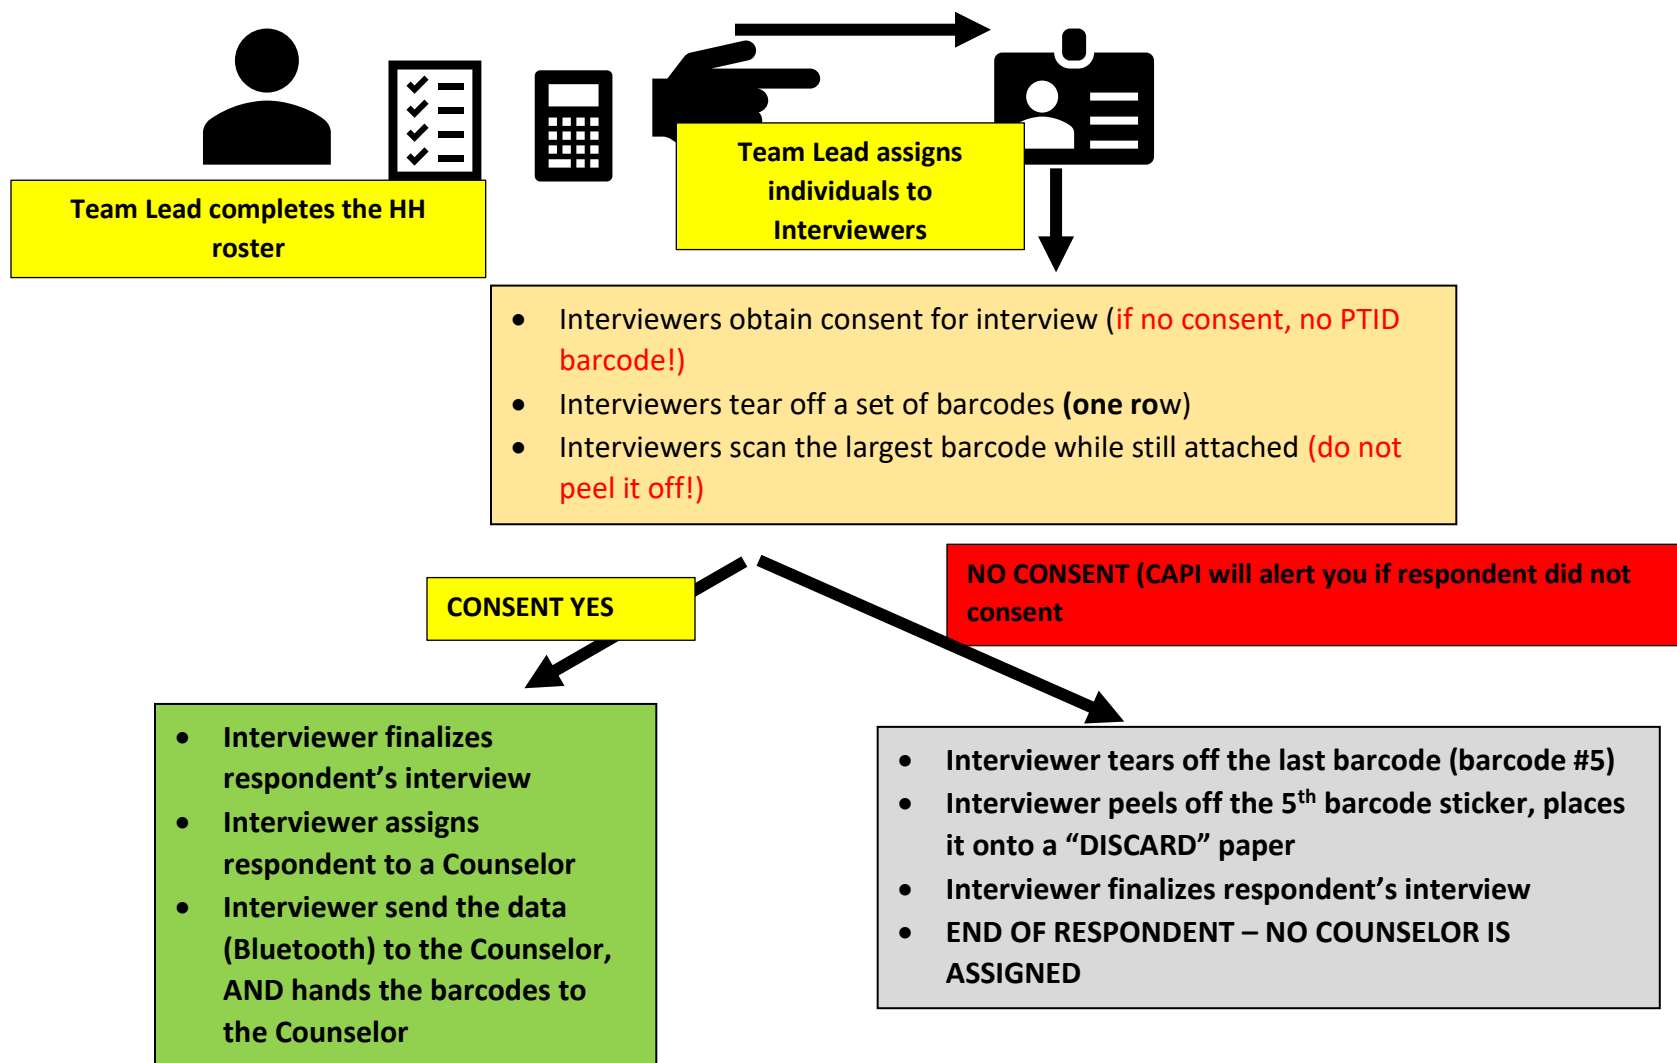 Team Lead completes the HH
roster
Team Lead assigns
individuals to
Interviewers
• Interviewers obtain consent for interview (if no consent, no PTID
barcode!)
• Interviewers tear off a set of barcodes (one row)
• Interviewers scan the largest barcode while still attached (do not
peel it off!)
CONSENT YES
NO CONSENT (CAPI will alert you if respondent did not
consent
• Interviewer finalizes
respondent’s interview
• Interviewer assigns
respondent to a Counselor
• Interviewer send the data
(Bluetooth) to the Counselor,
AND hands the barcodes to
the Counselor
• Interviewer tears off the last barcode (barcode #5)
• Interviewer peels off the 5th barcode sticker, places
it onto a “DISCARD” paper
• Interviewer finalizes respondent’s interview
• END OF RESPONDENT – NO COUNSELOR IS
ASSIGNED